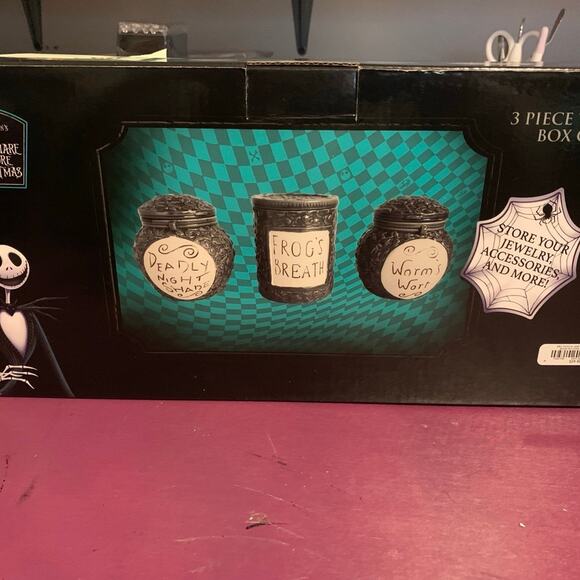 3 PIECE
BOX
DEADLY
NIGHT
SHADE
FROG'S
BREATH
Worm's
Wort
STORE YOUR
JEWELRY,
ACCESSORIES
AND MORE!